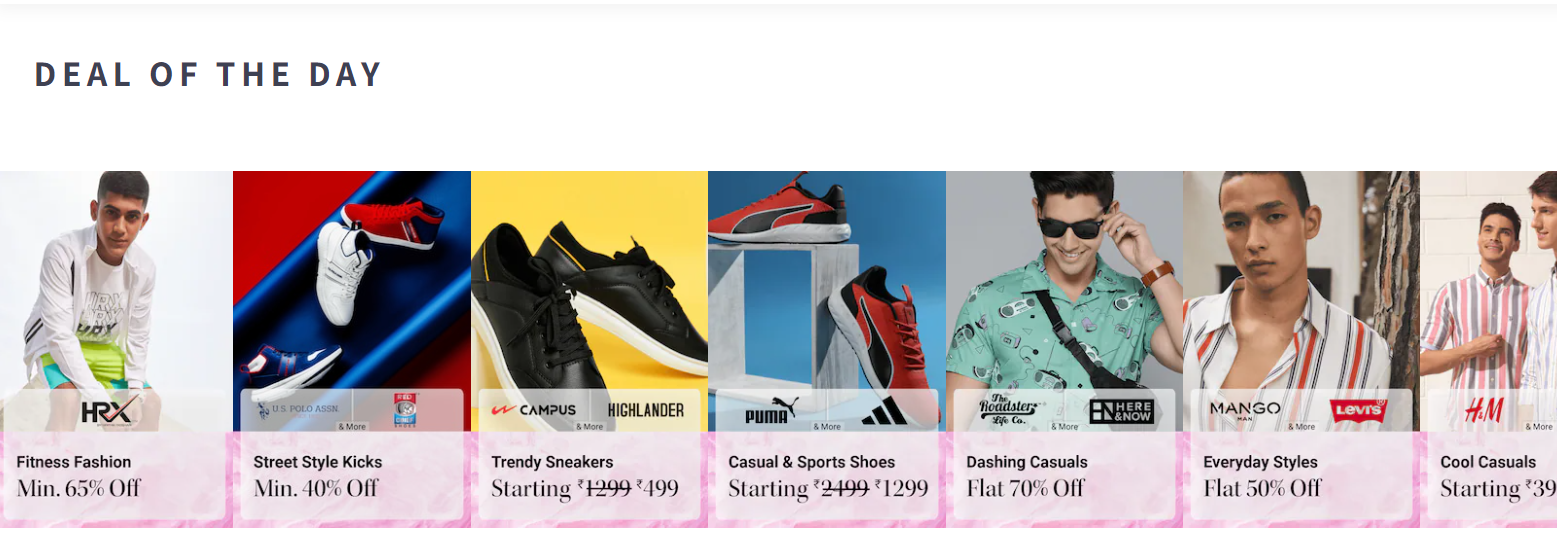 DEAL OF THE DAY
HRX
Fitness Fashion
Min. 65% Off
U.S. POLO ASSN
RED
SHOES
& More
Street Style Kicks
Min. 40% Off
CAMPUS
HIGHLANDER
& More
Trendy Sneakers
Starting ₹1299 ₹499
PUMA
& More
Casual & Sports Shoes
Starting ₹2499 ₹1299
The
Roadster
Life Co.
HERE
&NOW
& More
Dashing Casuals
Flat 70% Off
MANGO
MAN
LEVI'S
& More
Everyday Styles
Flat 50% Off
H&M
& More
Cool Casuals
Starting ₹39